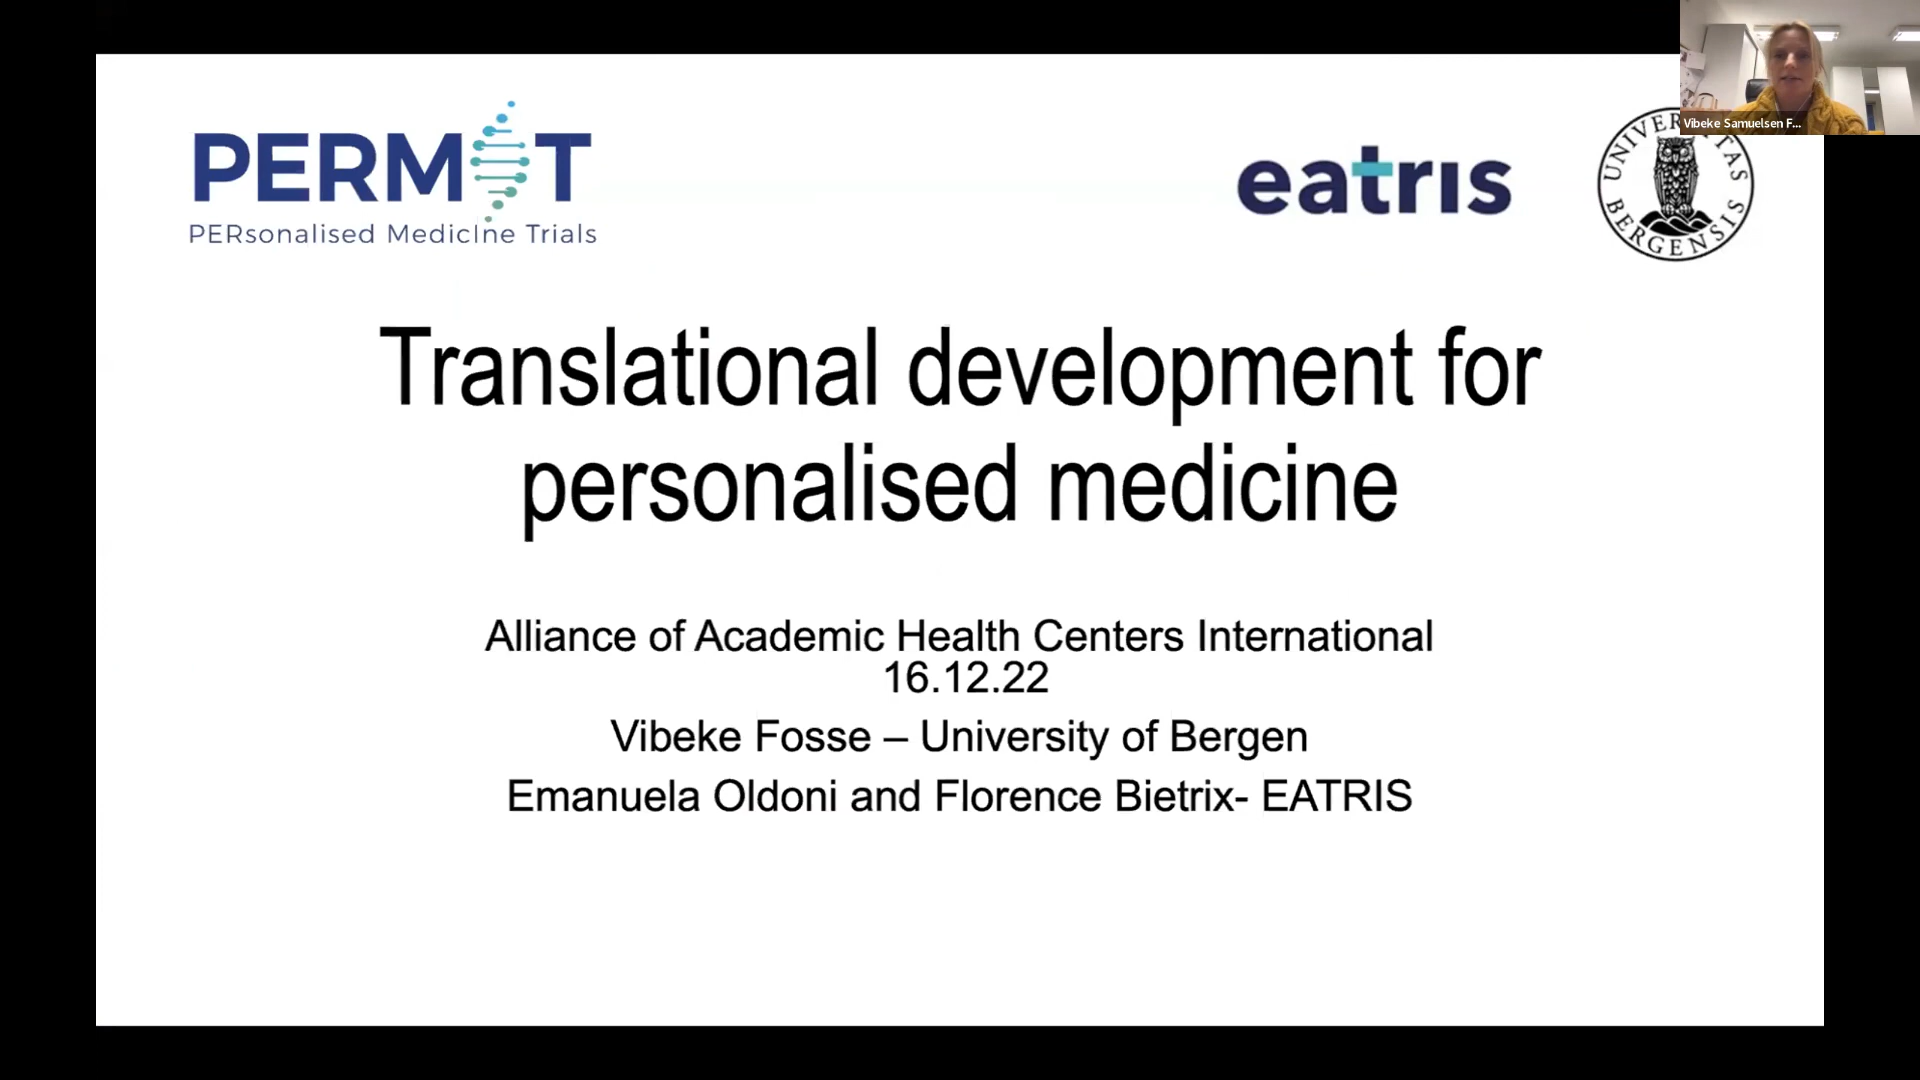 PERMIT
PERsonalised MedicIne Trials
eatris
UNIVERSITAS
BERGENSIS
Vibeke Samuelsen F...
Translational development for
personalised medicine
Alliance of Academic Health Centers International
16.12.22
Vibeke Fosse – University of Bergen
Emanuela Oldoni and Florence Bietrix- EATRIS